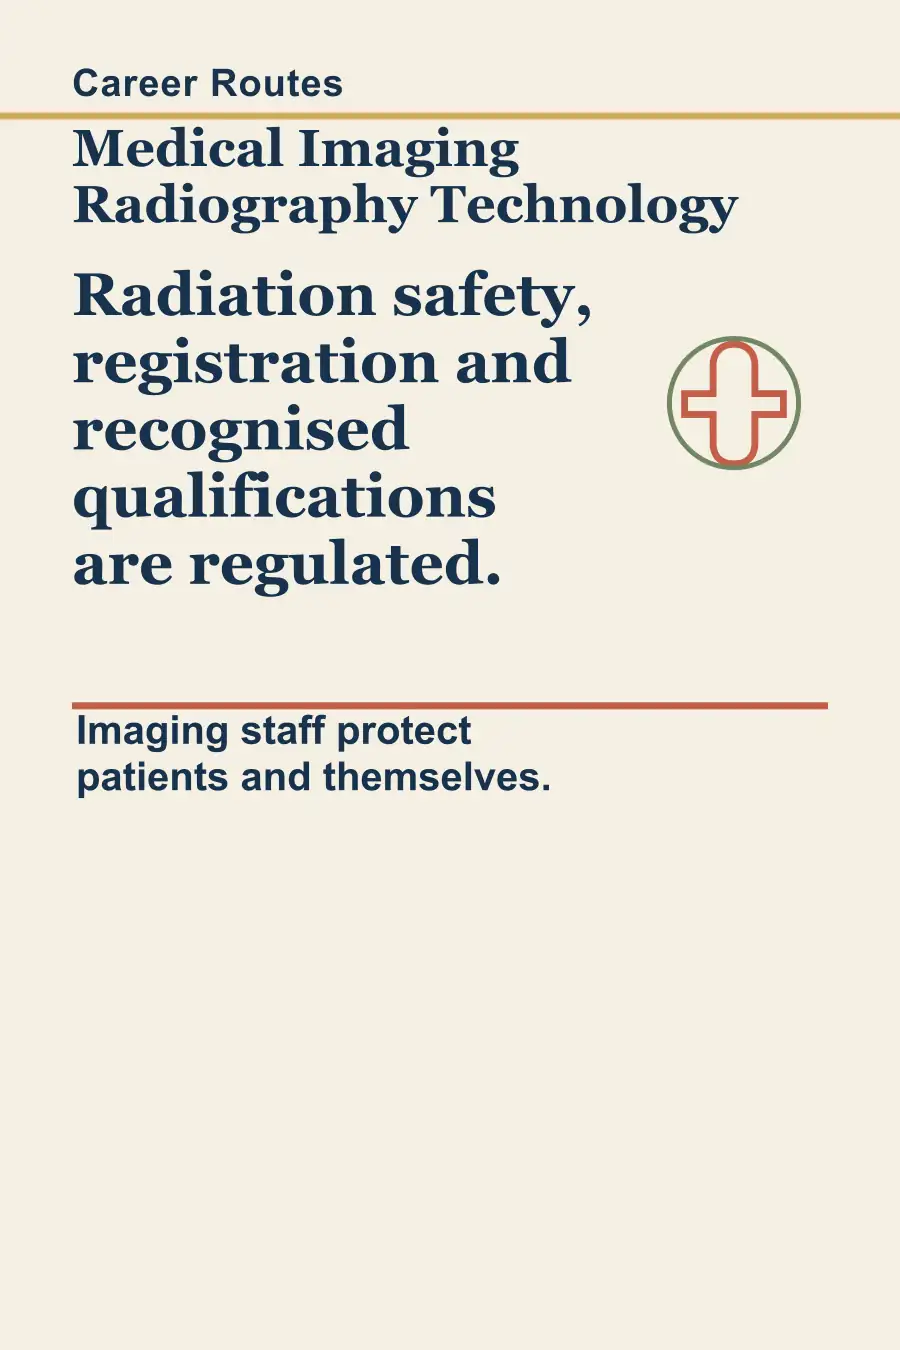 Career Routes
Medical Imaging
Radiography Technology
Radiation safety,
registration and
recognised
qualifications
are regulated.
Imaging staff protect
patients and themselves.